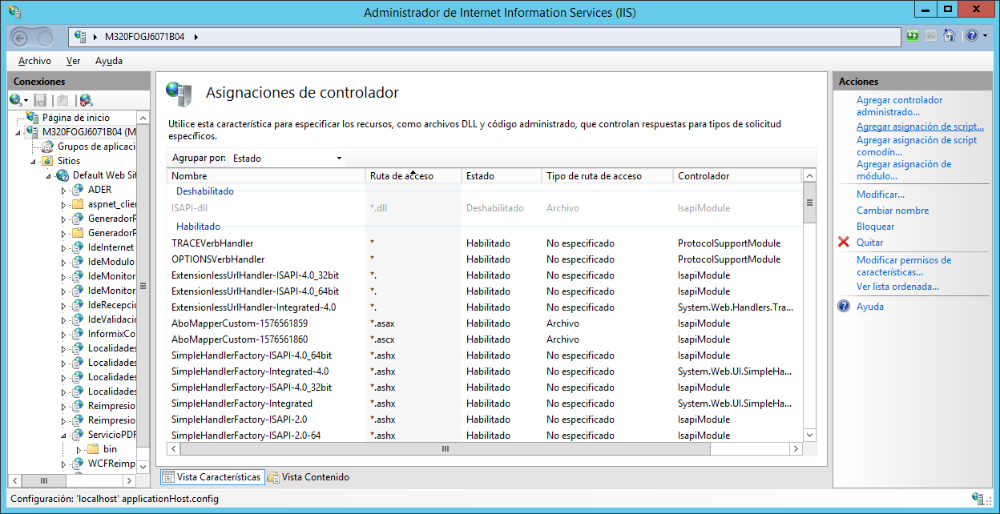 Administrador de Internet Information Services (IIS)
M320FOGJ6071B04
Archivo Ver Ayuda
Conexiones
Página de inicio
M320FOGJ6071B04 (M
Grupos de aplicaci
Sitios
Default Web Sit
ADER
aspnet_clie
GeneradorP
GeneradorP
IdeInternet
IdeModulo
IdeMonitor
IdeMonitor
IdeRecepcio
IdeValidacio
InformixCo
Localidades
Localidades
Localidades
Localidades
Reimpresio
Reimpresio
ServicioPDF
bin
WCFReimp
Asignaciones de controlador
Utilice esta característica para especificar los recursos, como archivos DLL y código administrado, que controlan respuestas para tipos de solicitud
específicos.
Agrupar por: Estado
Nombre Ruta de acceso Estado Tipo de ruta de acceso Controlador
Deshabilitado
ISAPI-dll *.dll Deshabilitado Archivo IsapiModule
Habilitado
TRACEVerbHandler * Habilitado No especificado ProtocolSupportModule
OPTIONSVerbHandler * Habilitado No especificado ProtocolSupportModule
ExtensionlessUrlHandler-ISAPI-4.0_32bit *. Habilitado No especificado IsapiModule
ExtensionlessUrlHandler-ISAPI-4.0_64bit *. Habilitado No especificado IsapiModule
ExtensionlessUrlHandler-Integrated-4.0 *. Habilitado No especificado System.Web.Handlers.Tra...
AboMapperCustom-1576561859 *.asax Habilitado Archivo IsapiModule
AboMapperCustom-1576561860 *.ascx Habilitado Archivo IsapiModule
SimpleHandlerFactory-ISAPI-4.0_64bit *.ashx Habilitado No especificado IsapiModule
SimpleHandlerFactory-Integrated-4.0 *.ashx Habilitado No especificado System.Web.UI.SimpleHa...
SimpleHandlerFactory-ISAPI-4.0_32bit *.ashx Habilitado No especificado IsapiModule
SimpleHandlerFactory-Integrated *.ashx Habilitado No especificado System.Web.UI.SimpleHa...
SimpleHandlerFactory-ISAPI-2.0 *.ashx Habilitado No especificado IsapiModule
SimpleHandlerFactory-ISAPI-2.0-64 *.ashx Habilitado No especificado IsapiModule
Vista Características Vista Contenido
Acciones
Agregar controlador
administrado...
Agregar asignación de script...
Agregar asignación de script
comodín...
Agregar asignación de
módulo...
Modificar...
Cambiar nombre
Bloquear
Quitar
Modificar permisos de
características...
Ver lista ordenada...
Ayuda
Configuración: 'localhost' applicationHost.config